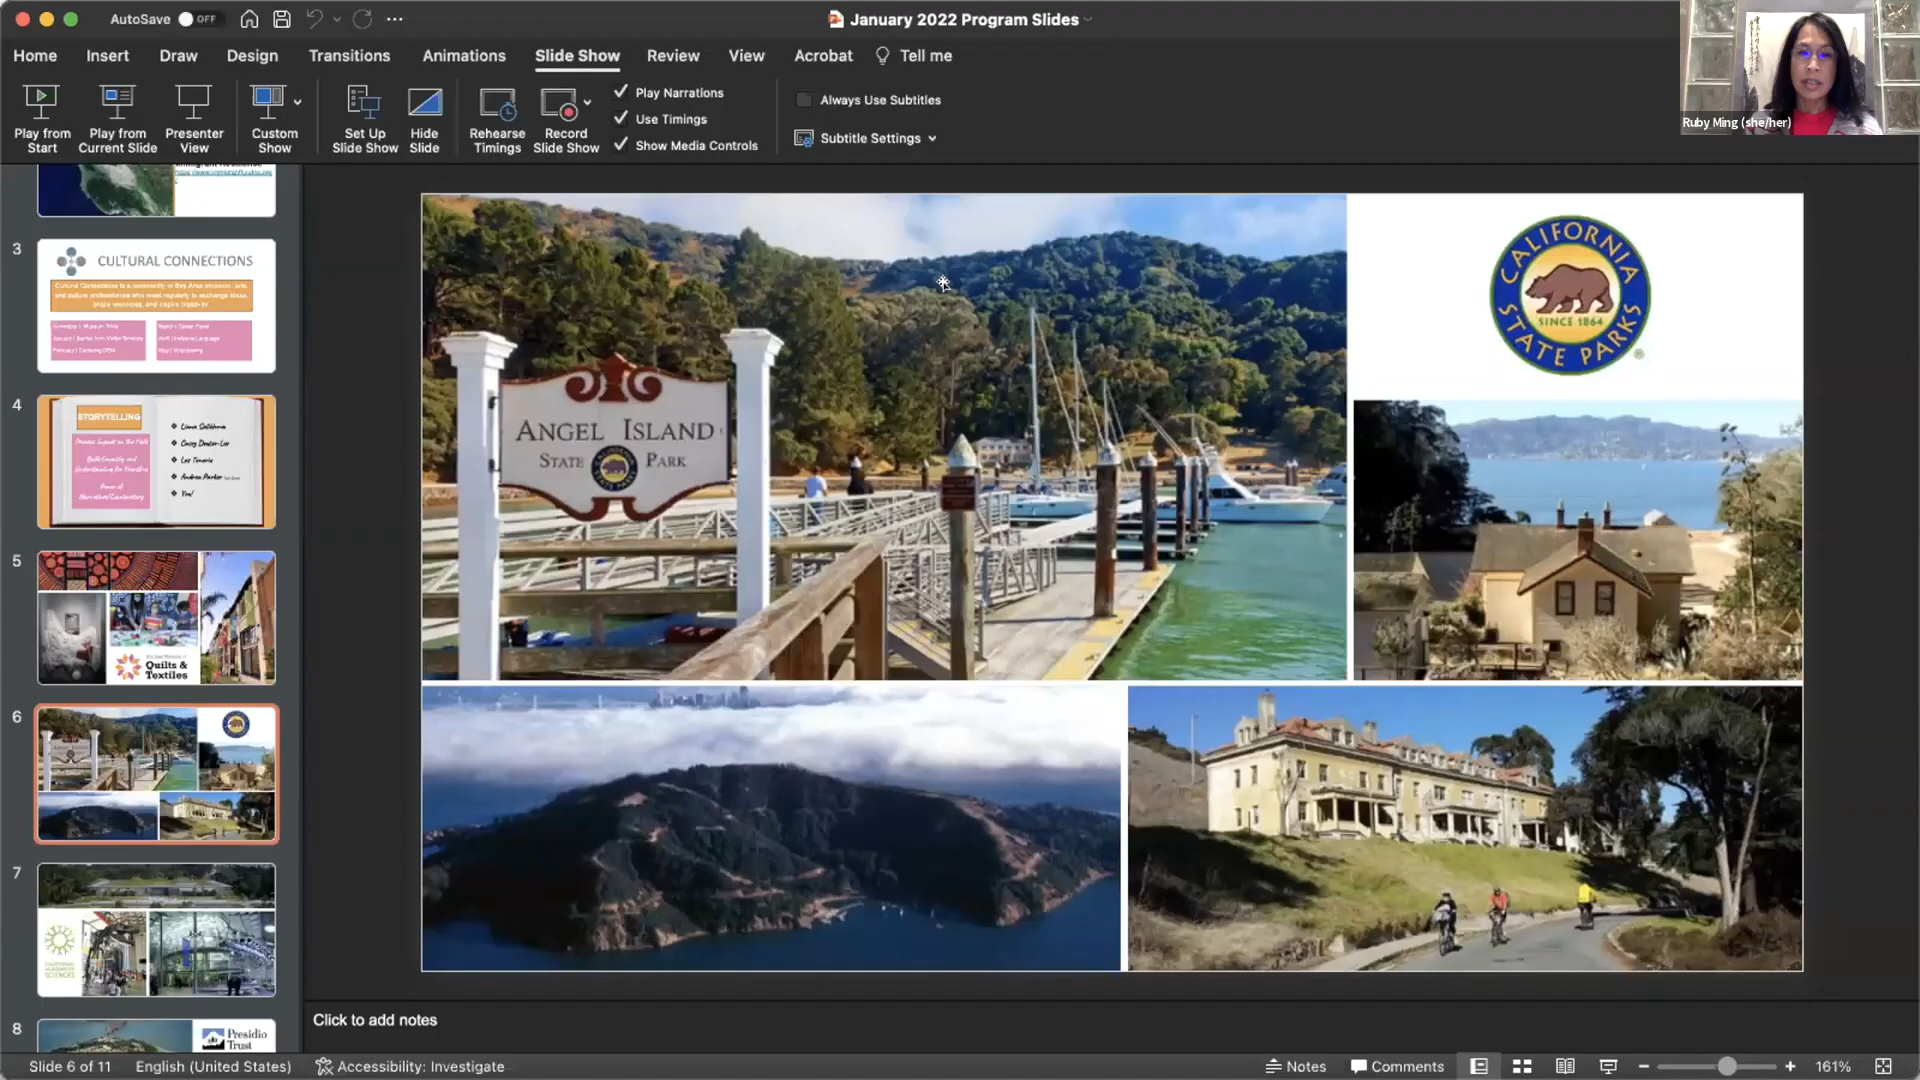 AutoSave OFF
January 2022 Program Slides
Home Insert Draw Design Transitions Animations Slide Show Review View Acrobat Tell me
Play from Start
Play from Current Slide
Presenter View
Custom Show
Set Up Slide Show
Hide Slide
Rehearse Timings
Record Slide Show
Play Narrations
Use Timings
Show Media Controls
Always Use Subtitles
Subtitle Settings
Ruby Ming (she/her)
3
CULTURAL CONNECTIONS
4
STORYTELLING
5
Quilts &
Textiles
6
7
SCIENCES
8
Presidio
Trust
ANGEL ISLAND
STATE PARK
CALIFORNIA
SINCE 1864
STATE PARKS
®
Click to add notes
Slide 6 of 11 English (United States) Accessibility: Investigate Notes Comments 161%